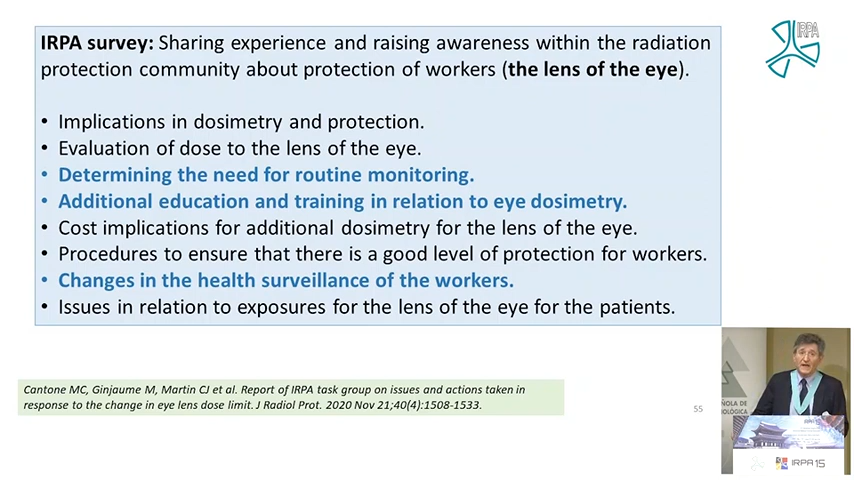 IRPA
IRPA survey: Sharing experience and raising awareness within the radiation
protection community about protection of workers (the lens of the eye).
• Implications in dosimetry and protection.
• Evaluation of dose to the lens of the eye.
• Determining the need for routine monitoring.
• Additional education and training in relation to eye dosimetry.
• Cost implications for additional dosimetry for the lens of the eye.
• Procedures to ensure that there is a good level of protection for workers.
• Changes in the health surveillance of the workers.
• Issues in relation to exposures for the lens of the eye for the patients.
Cantone MC, Ginjaume M, Martin CJ et al. Report of IRPA task group on issues and actions taken in
response to the change in eye lens dose limit. J Radiol Prot. 2020 Nov 21;40(4):1508-1533.
55
IRPA15